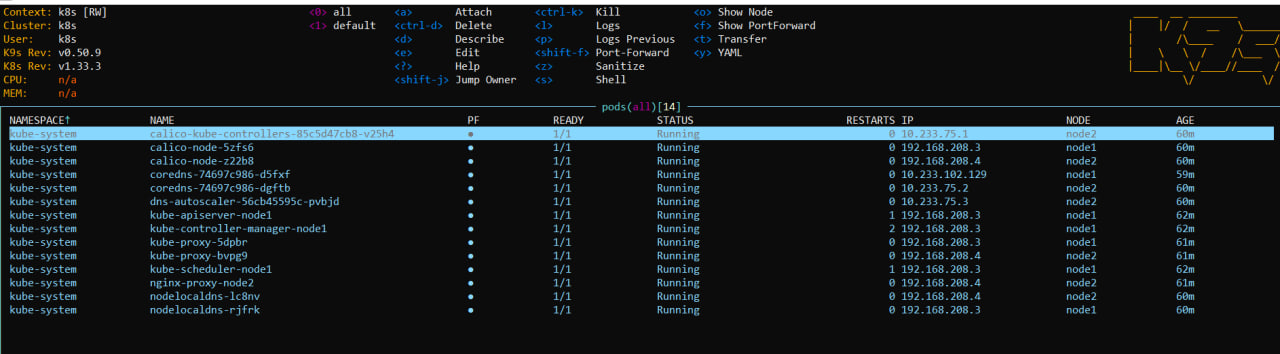 Context: k8s [RW] <0> all <a> Attach <ctrl-k> Kill <o> Show Node
Cluster: k8s <1> default <ctrl-d> Delete <l> Logs <f> Show PortForward
User: k8s <d> Describe <p> Logs Previous <t> Transfer
K9s Rev: v0.50.9 <e> Edit <shift-f> Port-Forward <y> YAML
K8s Rev: v1.33.3 <?> Help <z> Sanitize
CPU: n/a <shift-j> Jump Owner <s> Shell
MEM: n/a
pods(all)[14]
NAMESPACE↑ NAME PF READY STATUS RESTARTS IP NODE AGE
kube-system calico-kube-controllers-85c5d47cb8-v25h4 ● 1/1 Running 0 10.233.75.1 node2 60m
kube-system calico-node-5zfs6 ● 1/1 Running 0 192.168.208.3 node1 60m
kube-system calico-node-z22b8 ● 1/1 Running 0 192.168.208.4 node2 60m
kube-system coredns-74697c986-d5fxf ● 1/1 Running 0 10.233.102.129 node1 59m
kube-system coredns-74697c986-dgftb ● 1/1 Running 0 10.233.75.2 node2 60m
kube-system dns-autoscaler-56cb45595c-pvbjd ● 1/1 Running 0 10.233.75.3 node2 60m
kube-system kube-apiserver-node1 ● 1/1 Running 1 192.168.208.3 node1 62m
kube-system kube-controller-manager-node1 ● 1/1 Running 2 192.168.208.3 node1 62m
kube-system kube-proxy-5dpbr ● 1/1 Running 0 192.168.208.3 node1 61m
kube-system kube-proxy-bvpg9 ● 1/1 Running 0 192.168.208.4 node2 61m
kube-system kube-scheduler-node1 ● 1/1 Running 1 192.168.208.3 node1 62m
kube-system nginx-proxy-node2 ● 1/1 Running 0 192.168.208.4 node2 61m
kube-system nodelocaldns-lc8nv ● 1/1 Running 0 192.168.208.4 node2 60m
kube-system nodelocaldns-rjfrk ● 1/1 Running 0 192.168.208.3 node1 60m